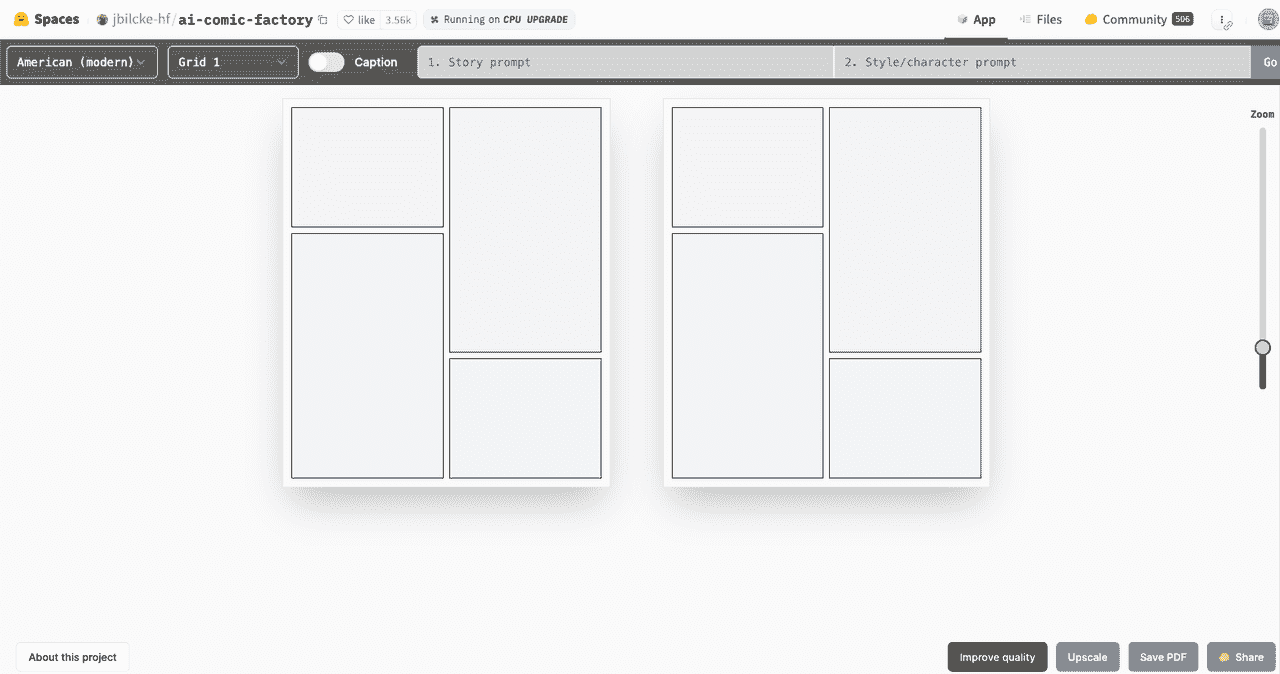 Spaces jbilcke-hf/ai-comic-factory like 3.56k Running on CPU UPGRADE App Files Community 506
American (modern) Grid 1 Caption 1. Story prompt 2. Style/character prompt Go
Zoom
About this project Improve quality Upscale Save PDF Share